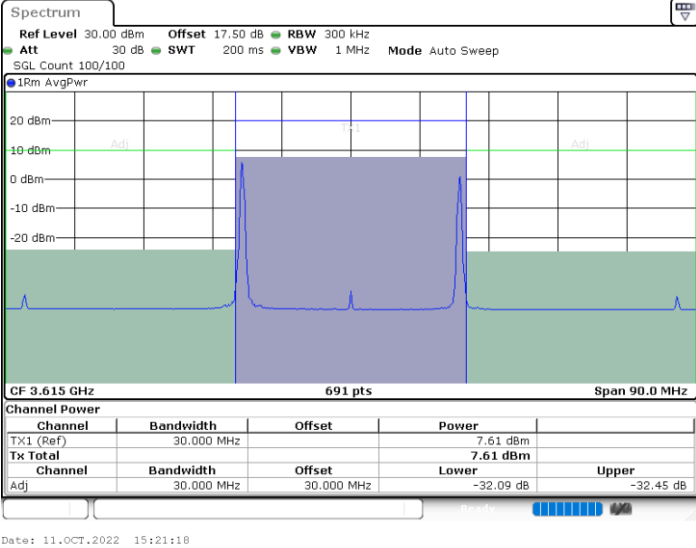 Spectrum
Ref Level 30.00 dBm Offset 17.50 dB RBW 300 kHz
Att 30 dB SWT 200 ms VBW 1 MHz Mode Auto Sweep
SGL Count 100/100
1Rm AvgPwr
20 dBm
TX1
Adj Adj
10 dBm
0 dBm
-10 dBm
-20 dBm
CF 3.615 GHz 691 pts Span 90.0 MHz
Channel Power
Channel Bandwidth Offset Power
TX1 (Ref) 30.000 MHz 7.61 dBm
Tx Total 7.61 dBm
Channel Bandwidth Offset Lower Upper
Adj 30.000 MHz 30.000 MHz -32.09 dB -32.45 dB
Ready
Date: 11.OCT.2022 15:21:18